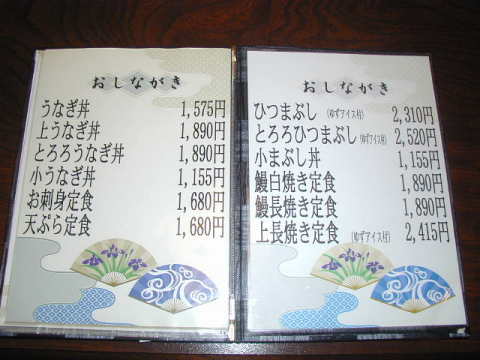 おしながき
うなぎ丼 1,575円
上うなぎ丼 1,890円
とろろうなぎ丼 1,890円
小うなぎ丼 1,155円
お刺身定食 1,680円
天ぷら定食 1,680円
おしながき
ひつまぶし (ゆずアイス付) 2,310円
とろろひつまぶし (ゆずアイス付) 2,520円
小まぶし丼 1,155円
鰻白焼き定食 1,890円
鰻長焼き定食 1,890円
上長焼き定食 (ゆずアイス付) 2,415円